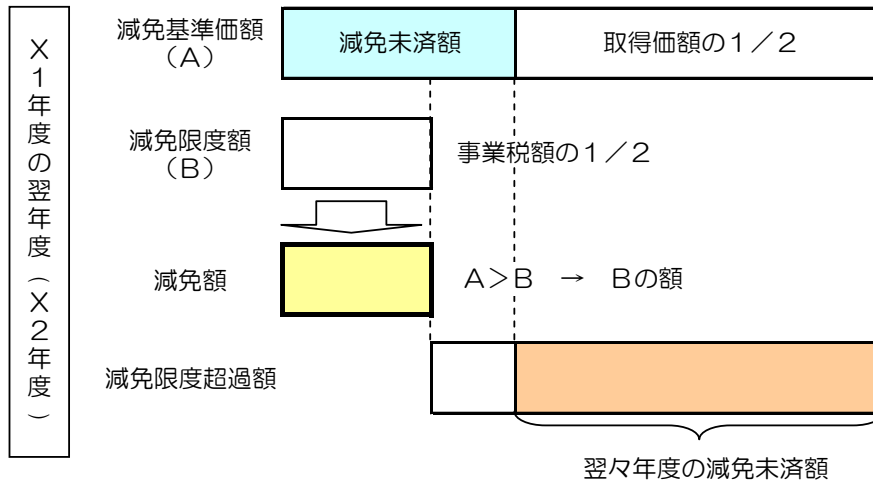 X1年度の翌年度(X2年度)
減免基準価額
(A)
減免未済額
取得価額の1/2
減免限度額
(B)
事業税額の1/2
減免額
A>B → Bの額
減免限度超過額
翌々年度の減免未済額